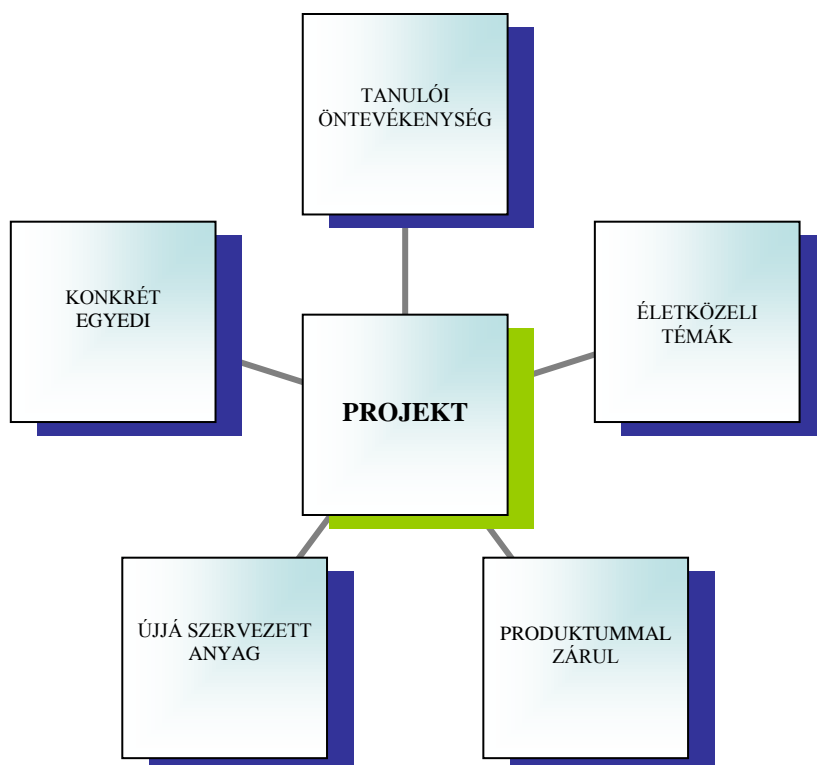 TANULÓI
ÖNTEVÉKENYSÉG
KONKRÉT
EGYEDI
ÉLETKÖZELI
TÉMÁK
PROJEKT
ÚJJÁ SZERVEZETT
ANYAG
PRODUKTUMMAL
ZÁRUL